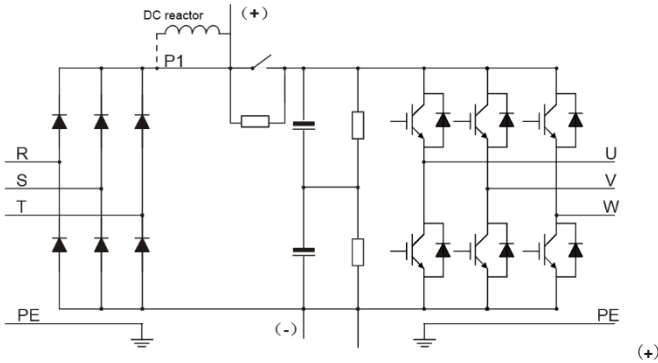 DC reactor
(+)
P1
R
U
S
V
T
W
PE
(-)
PE
(+)